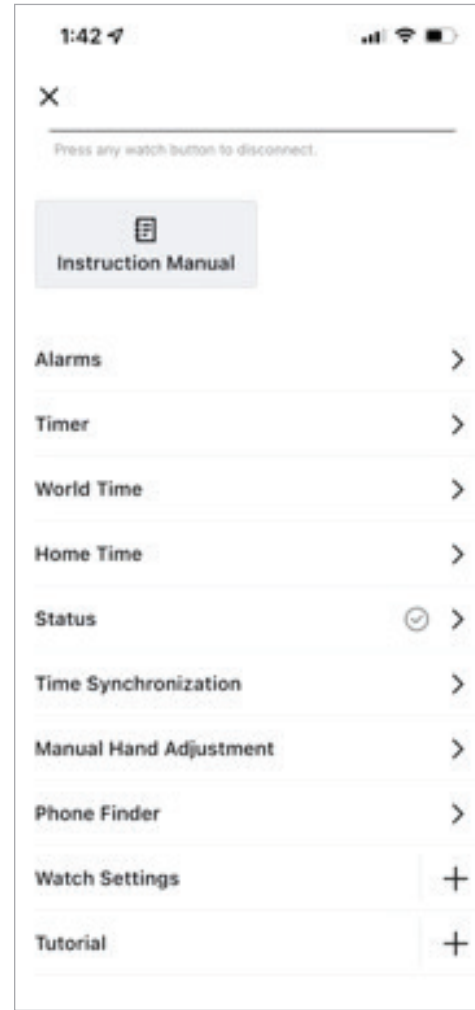 1:42
Press any watch button to disconnect.
Instruction Manual
Alarms
Timer
World Time
Home Time
Status
Time Synchronization
Manual Hand Adjustment
Phone Finder
Watch Settings
Tutorial